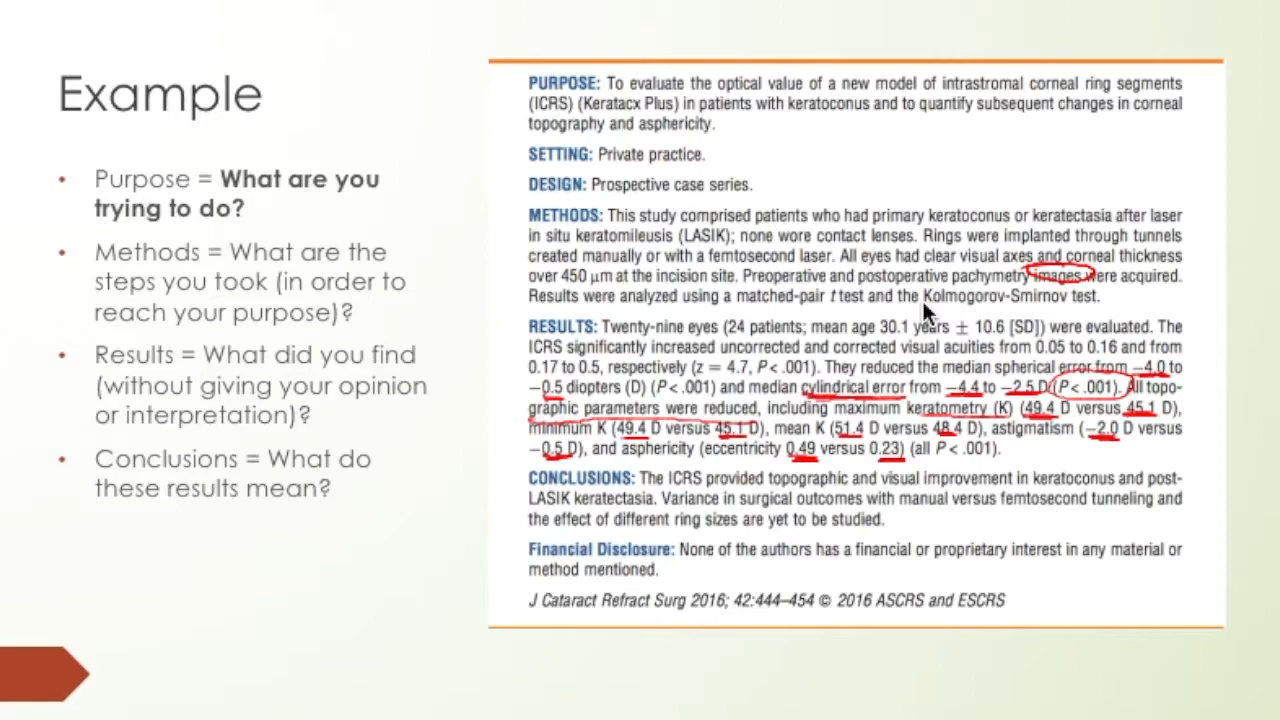 Example
• Purpose = What are you
trying to do?
• Methods = What are the
steps you took (in order to
reach your purpose)?
• Results = What did you find
(without giving your opinion
or interpretation)?
• Conclusions = What do
these results mean?
PURPOSE: To evaluate the optical value of a new model of intrastromal corneal ring segments
(ICRS) (Keratacx Plus) in patients with keratoconus and to quantify subsequent changes in corneal
topography and asphericity.
SETTING: Private practice.
DESIGN: Prospective case series.
METHODS: This study comprised patients who had primary keratoconus or keratectasia after laser
in situ keratomileusis (LASIK); none wore contact lenses. Rings were implanted through tunnels
created manually or with a femtosecond laser. All eyes had clear visual axes and corneal thickness
over 450 μm at the incision site. Preoperative and postoperative pachymetry images were acquired.
Results were analyzed using a matched-pair t test and the Kolmogorov-Smirnov test.
RESULTS: Twenty-nine eyes (24 patients; mean age 30.1 years ± 10.6 [SD]) were evaluated. The
ICRS significantly increased uncorrected and corrected visual acuities from 0.05 to 0.16 and from
0.17 to 0.5, respectively (z = 4.7, P< .001). They reduced the median spherical error from −4.0 to
−0.5 diopters (D) (P< .001) and median cylindrical error from −4.4 to −2.5 D (P< .001). All topo-
graphic parameters were reduced, including maximum keratometry (K) (49.4 D versus 45.1 D),
minimum K (49.4 D versus 45.1 D), mean K (51.4 D versus 48.4 D), astigmatism (−2.0 D versus
−0.5 D), and asphericity (eccentricity 0.49 versus 0.23) (all P< .001).
CONCLUSIONS: The ICRS provided topographic and visual improvement in keratoconus and post-
LASIK keratectasia. Variance in surgical outcomes with manual versus femtosecond tunneling and
the effect of different ring sizes are yet to be studied.
Financial Disclosure: None of the authors has a financial or proprietary interest in any material or
method mentioned.
J Cataract Refract Surg 2016; 42:444–454 © 2016 ASCRS and ESCRS